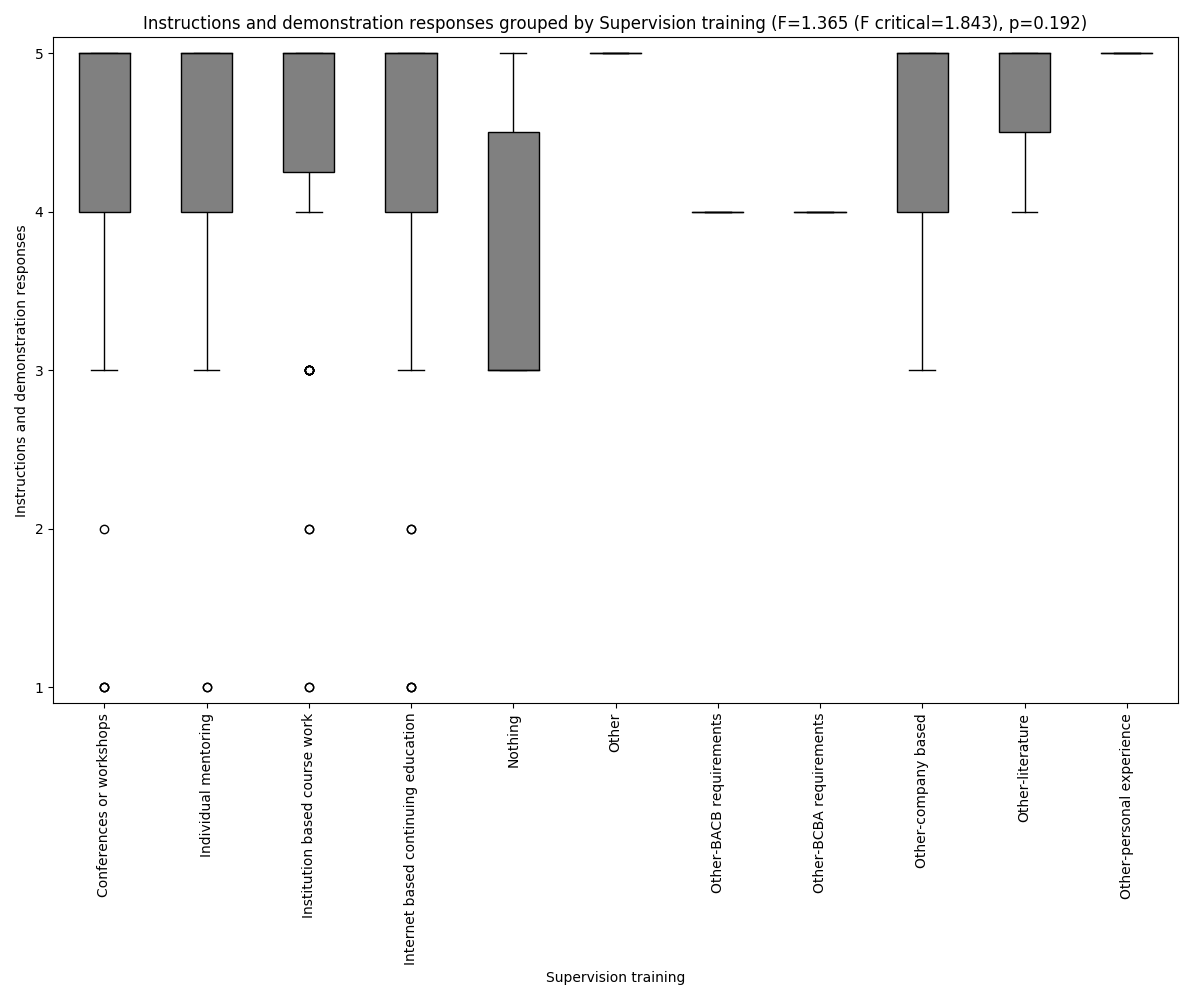 Instructions and demonstration responses grouped by Supervision training (F=1.365 (F critical=1.843), p=0.192)
Instructions and demonstration responses
5
4
3
2
1
Conferences or workshops
Individual mentoring
Institution based course work
Internet based continuing education
Nothing
Other
Other-BACB requirements
Other-BCBA requirements
Other-company based
Other-literature
Other-personal experience
Supervision training